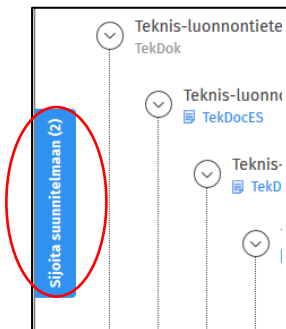 Teknis-luonnontiete
TekDok
Teknis-luonno
TekDocES
Teknis-
TekD
Sijoita suunnitelmaan (2)